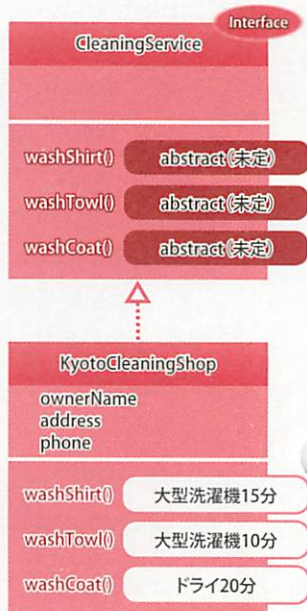 Interface
CleaningService
washShirt() abstract(未定)
washTowl() abstract(未定)
washCoat() abstract(未定)
KyotoCleaningShop
ownerName
address
phone
washShirt() 大型洗濯機15分
washTowl() 大型洗濯機10分
washCoat() ドライ20分